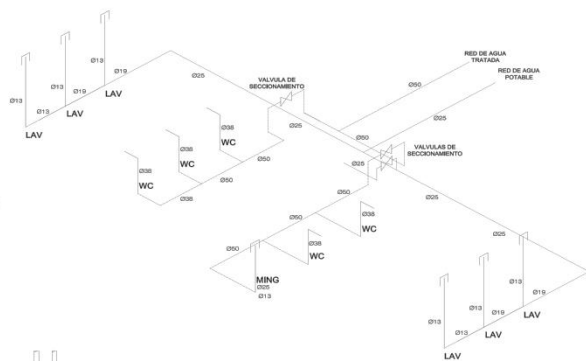 RED DE AGUA
TRATADA
RED DE AGUA
POTABLE
VALVULA DE
SECCIONAMIENTO
VALVULAS DE
SECCIONAMIENTO
Ø13
Ø13
Ø13
Ø13
Ø19
Ø19
LAV
LAV
LAV
Ø25
Ø25
Ø50
Ø50
Ø25
Ø25
Ø25
Ø25
Ø38
Ø38
Ø38
WC
WC
WC
Ø38
Ø50
Ø50
Ø50
Ø50
Ø50
Ø38
WC
Ø38
WC
MING
Ø25
Ø13
Ø13
Ø13
Ø13
Ø13
Ø19
Ø19
LAV
LAV
LAV